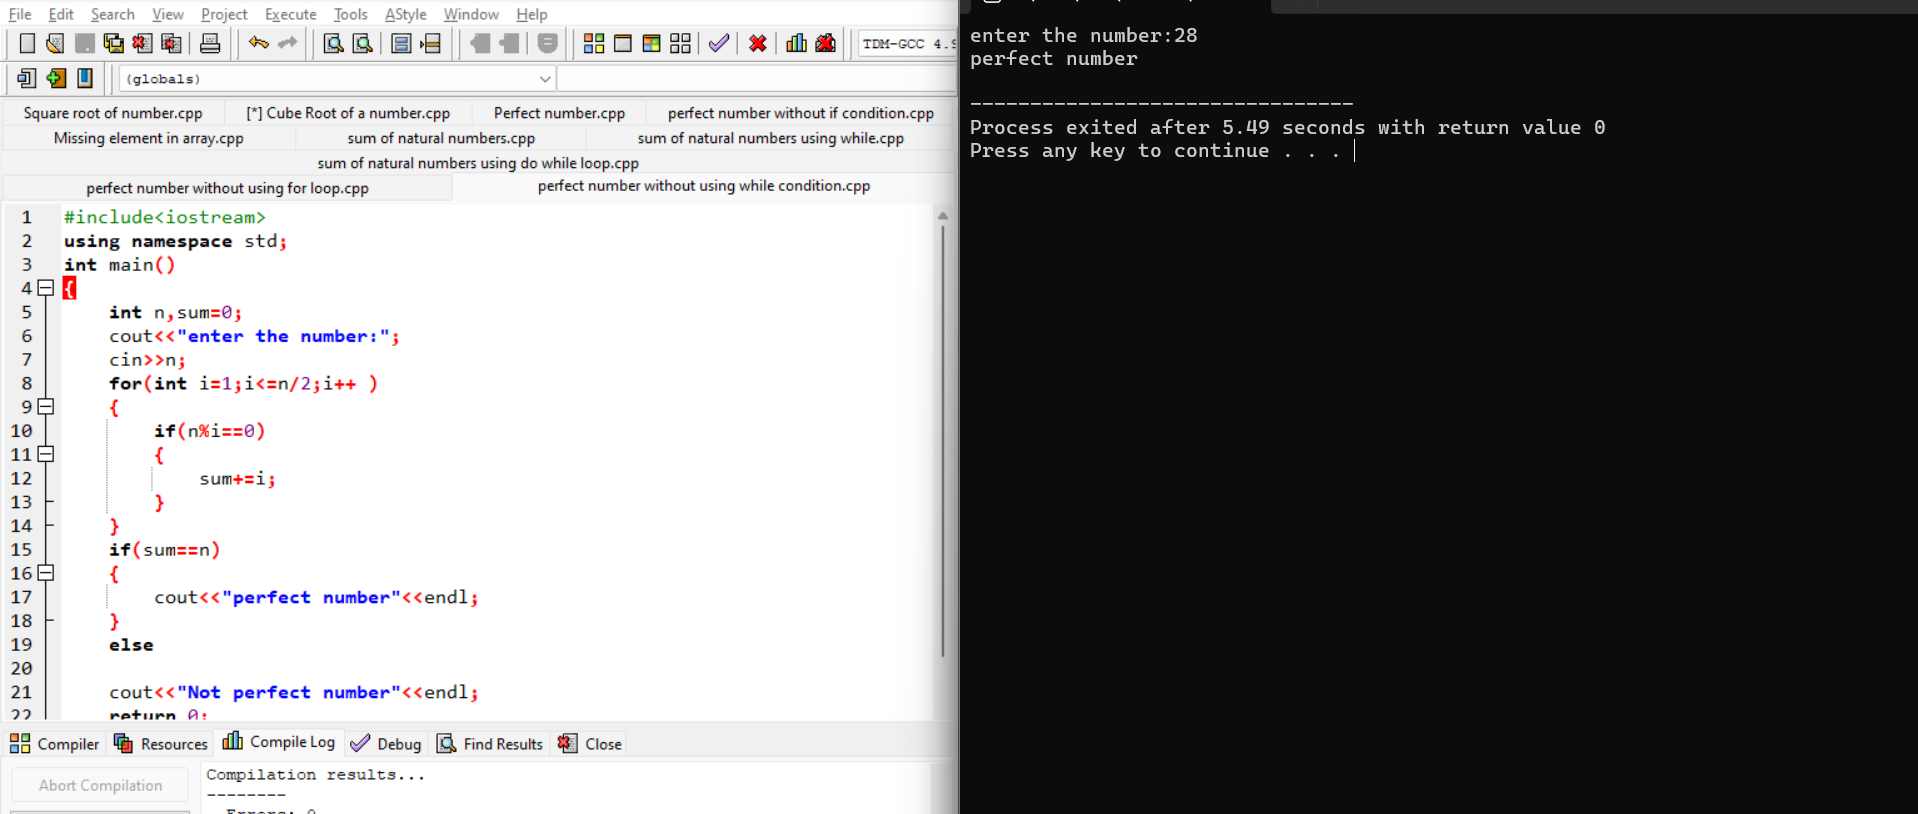 File Edit Search View Project Execute Tools AStyle Window Help
TDM-GCC 4.9
(globals)
Square root of number.cpp [*] Cube Root of a number.cpp Perfect number.cpp perfect number without if condition.cpp
Missing element in array.cpp sum of natural numbers.cpp sum of natural numbers using while.cpp
sum of natural numbers using do while loop.cpp
perfect number without using for loop.cpp perfect number without using while condition.cpp
1 #include<iostream>
2 using namespace std;
3 int main()
4 {
5 int n,sum=0;
6 cout<<"enter the number:";
7 cin>>n;
8 for(int i=1;i<=n/2;i++ )
9 {
10 if(n%i==0)
11 {
12 sum+=i;
13 }
14 }
15 if(sum==n)
16 {
17 cout<<"perfect number"<<endl;
18 }
19 else
20
21 cout<<"Not perfect number"<<endl;
22 return 0;
Compiler Resources Compile Log Debug Find Results Close
Abort Compilation
Compilation results...
--------
Errors: 0
enter the number:28
perfect number
--------------------------------
Process exited after 5.49 seconds with return value 0
Press any key to continue . . .